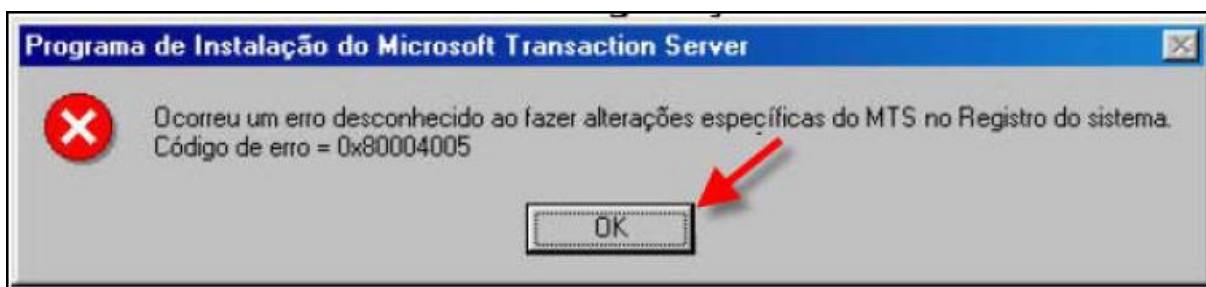 Programa de Instalação do Microsoft Transaction Server
Ocorreu um erro desconhecido ao fazer alterações específicas do MTS no Registro do sistema.
Código de erro = 0x80004005
OK